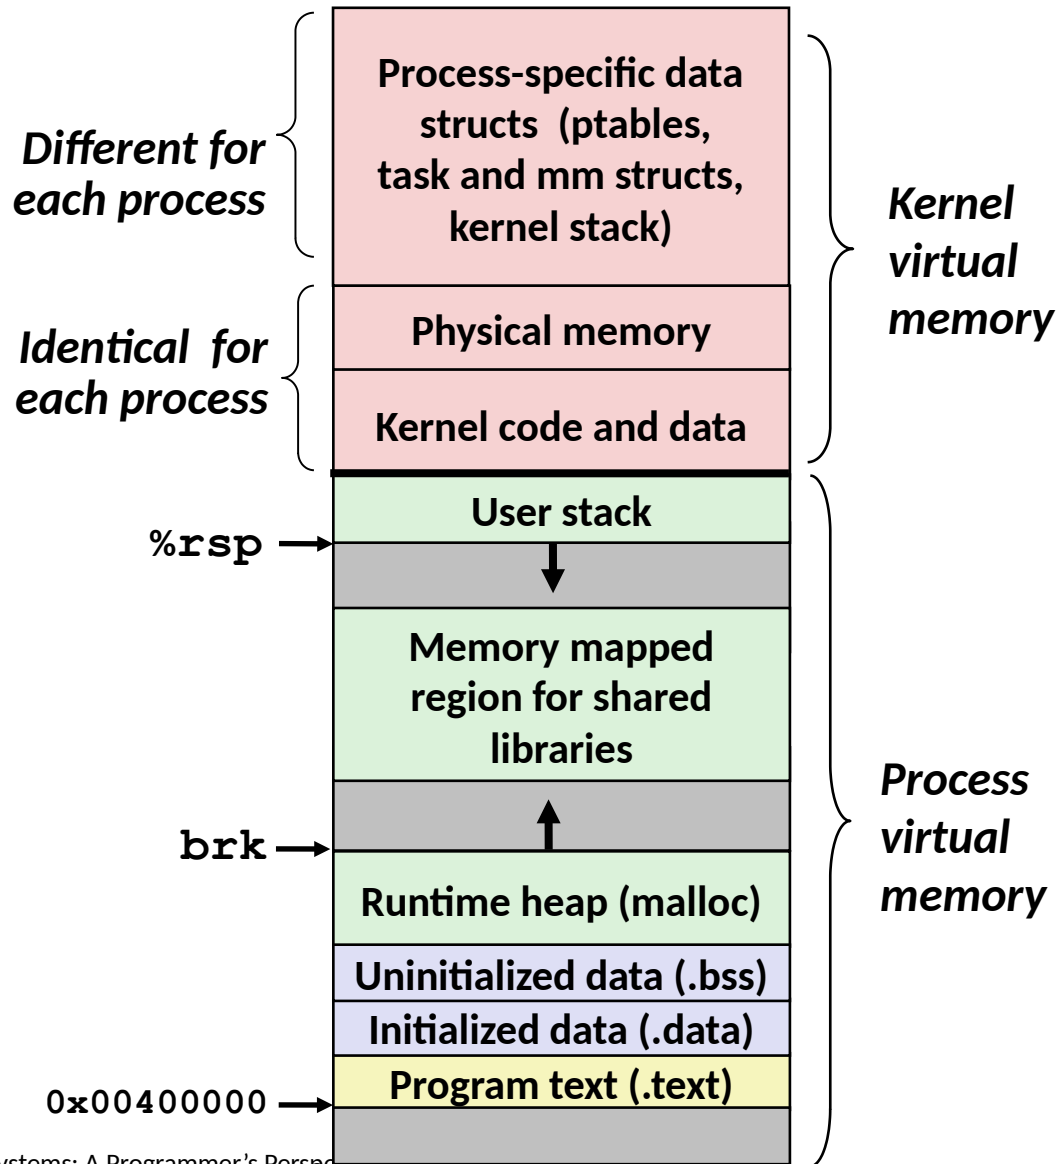 Process-specific data
structs (ptables,
task and mm structs,
kernel stack)
Different for
each process
Kernel
virtual
memory
Physical memory
Identical for
each process
Kernel code and data
User stack
%rsp
Memory mapped
region for shared
libraries
Process
virtual
memory
brk
Runtime heap (malloc)
Uninitialized data (.bss)
Initialized data (.data)
Program text (.text)
0x00400000
A Programmer's